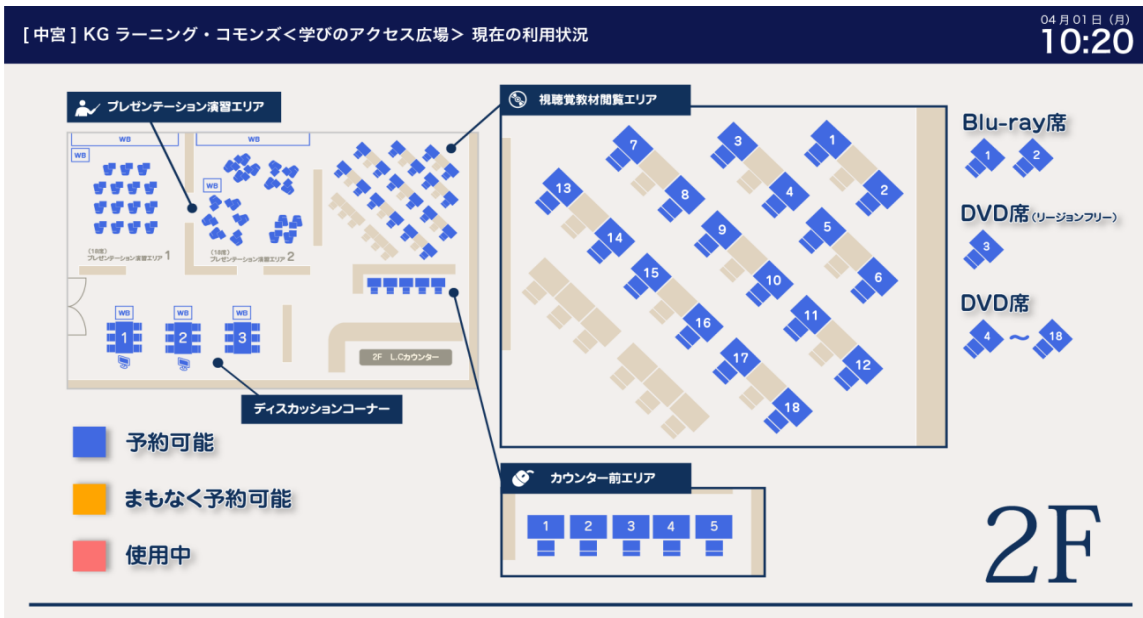 [中宮] KG ラーニング・コモンズ＜学びのアクセス広場＞ 現在の利用状況
04月01日（月）
10:20
プレゼンテーション演習エリア
WB
WB
WB
WB
（18席）
プレゼンテーション演習エリア 1
（18席）
プレゼンテーション演習エリア 2
WB
WB
WB
1
2
3
2F L.Cカウンター
ディスカッションコーナー
予約可能
まもなく予約可能
使用中
視聴覚教材閲覧エリア
7
3
1
13
8
4
2
14
9
5
15
10
6
16
11
17
12
18
カウンター前エリア
1 2 3 4 5
Blu-ray席
1 2
DVD席（リージョンフリー）
3
DVD席
4 〜 18
2F